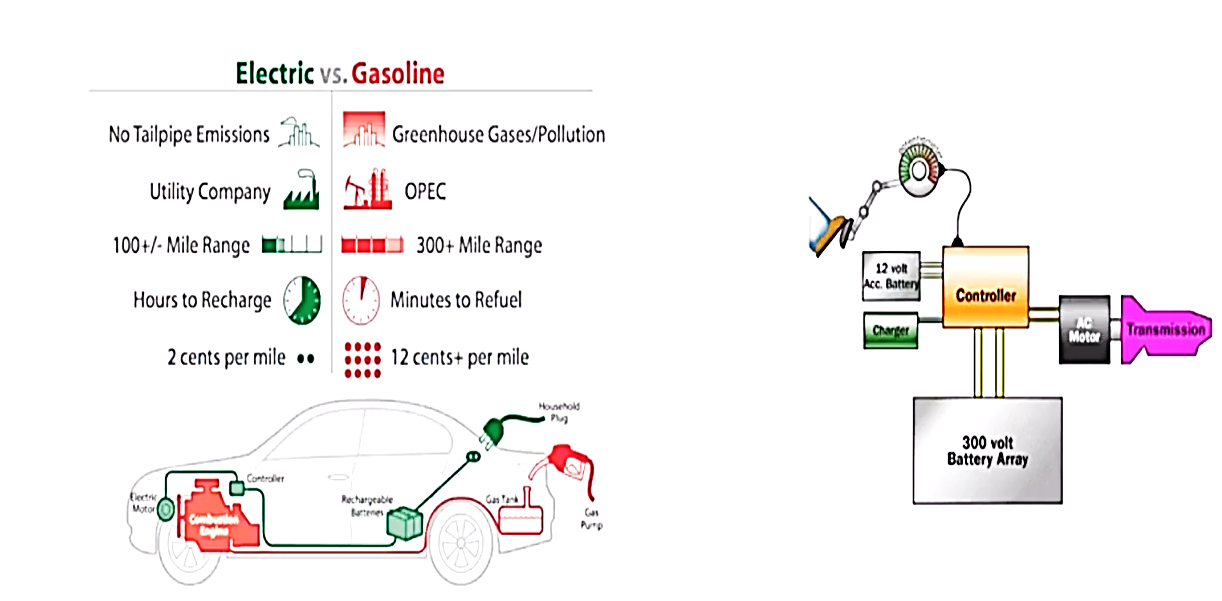 Electric vs. Gasoline
No Tailpipe Emissions
Greenhouse Gases/Pollution
Utility Company
OPEC
100+/- Mile Range
300+ Mile Range
Hours to Recharge
Minutes to Refuel
2 cents per mile
12 cents+ per mile
Household
Plug
Controller
Electric
Motor
Combustion
Engine
Rechargeable
Batteries
Gas Tank
Gas
Pump
12 volt
Acc. Battery
Controller
Charger
AC
Motor
Transmission
300 volt
Battery Array